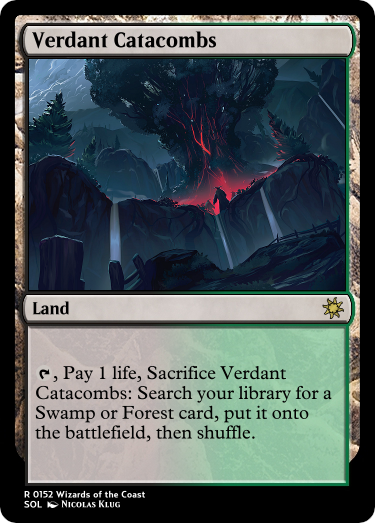 Verdant Catacombs
Land
, Pay 1 life, Sacrifice Verdant
Catacombs: Search your library for a
Swamp or Forest card, put it onto
the battlefield, then shuffle.
R 0152 Wizards of the Coast
SOL Nicolas Klug